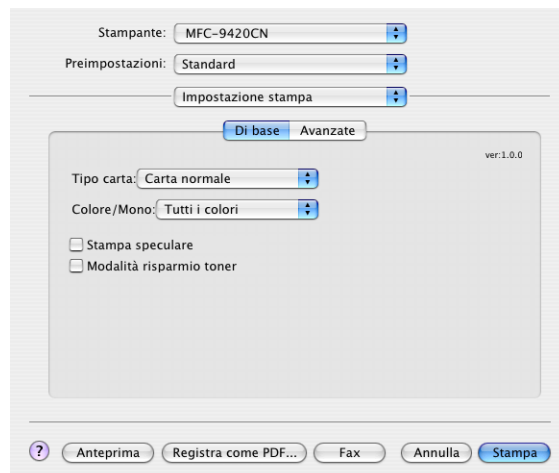 Stampante: MFC-9420CN
Preimpostazioni: Standard
Impostazione stampa
Di base Avanzate
ver:1.0.0
Tipo carta: Carta normale
Colore/Mono: Tutti i colori
Stampa speculare
Modalità risparmio toner
? Anteprima Registra come PDF... Fax Annulla Stampa